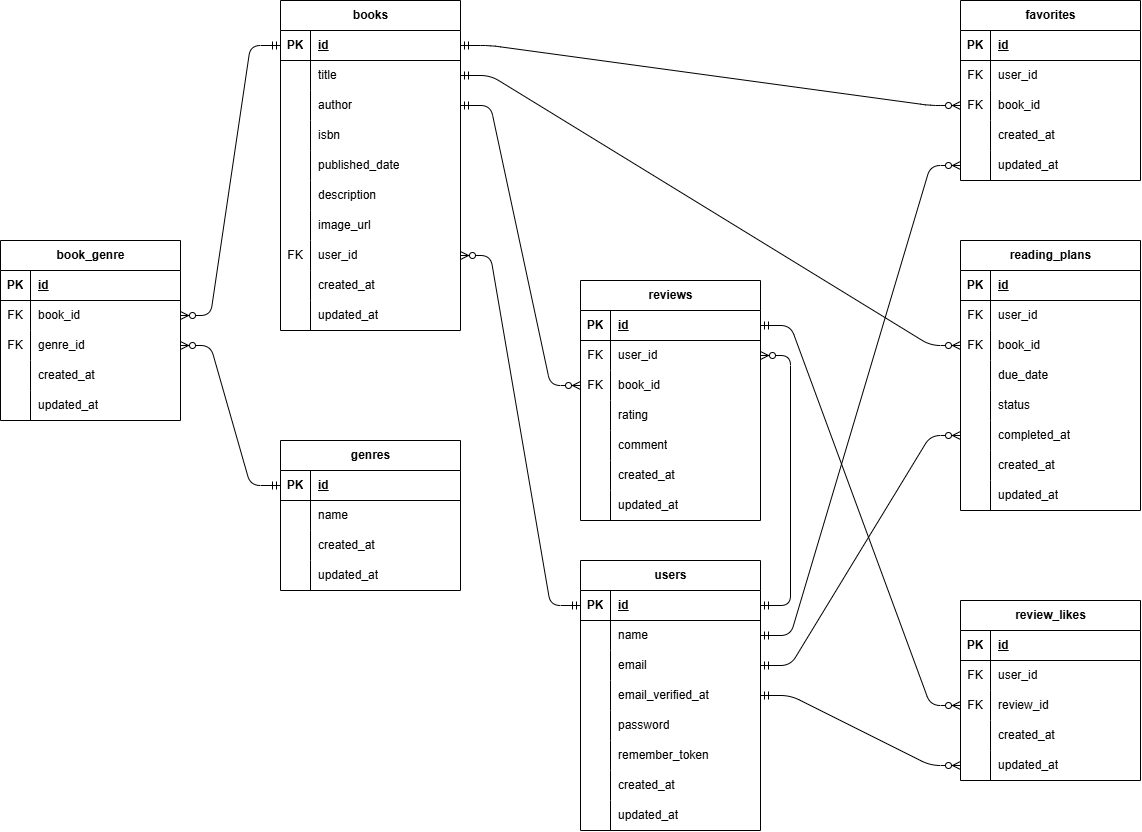 books
PK id
title
author
isbn
published_date
description
image_url
FK user_id
created_at
updated_at
favorites
PK id
FK user_id
FK book_id
created_at
updated_at
book_genre
PK id
FK book_id
FK genre_id
created_at
updated_at
reading_plans
PK id
FK user_id
FK book_id
due_date
status
completed_at
created_at
updated_at
reviews
PK id
FK user_id
FK book_id
rating
comment
created_at
updated_at
genres
PK id
name
created_at
updated_at
users
PK id
name
email
email_verified_at
password
remember_token
created_at
updated_at
review_likes
PK id
FK user_id
FK review_id
created_at
updated_at